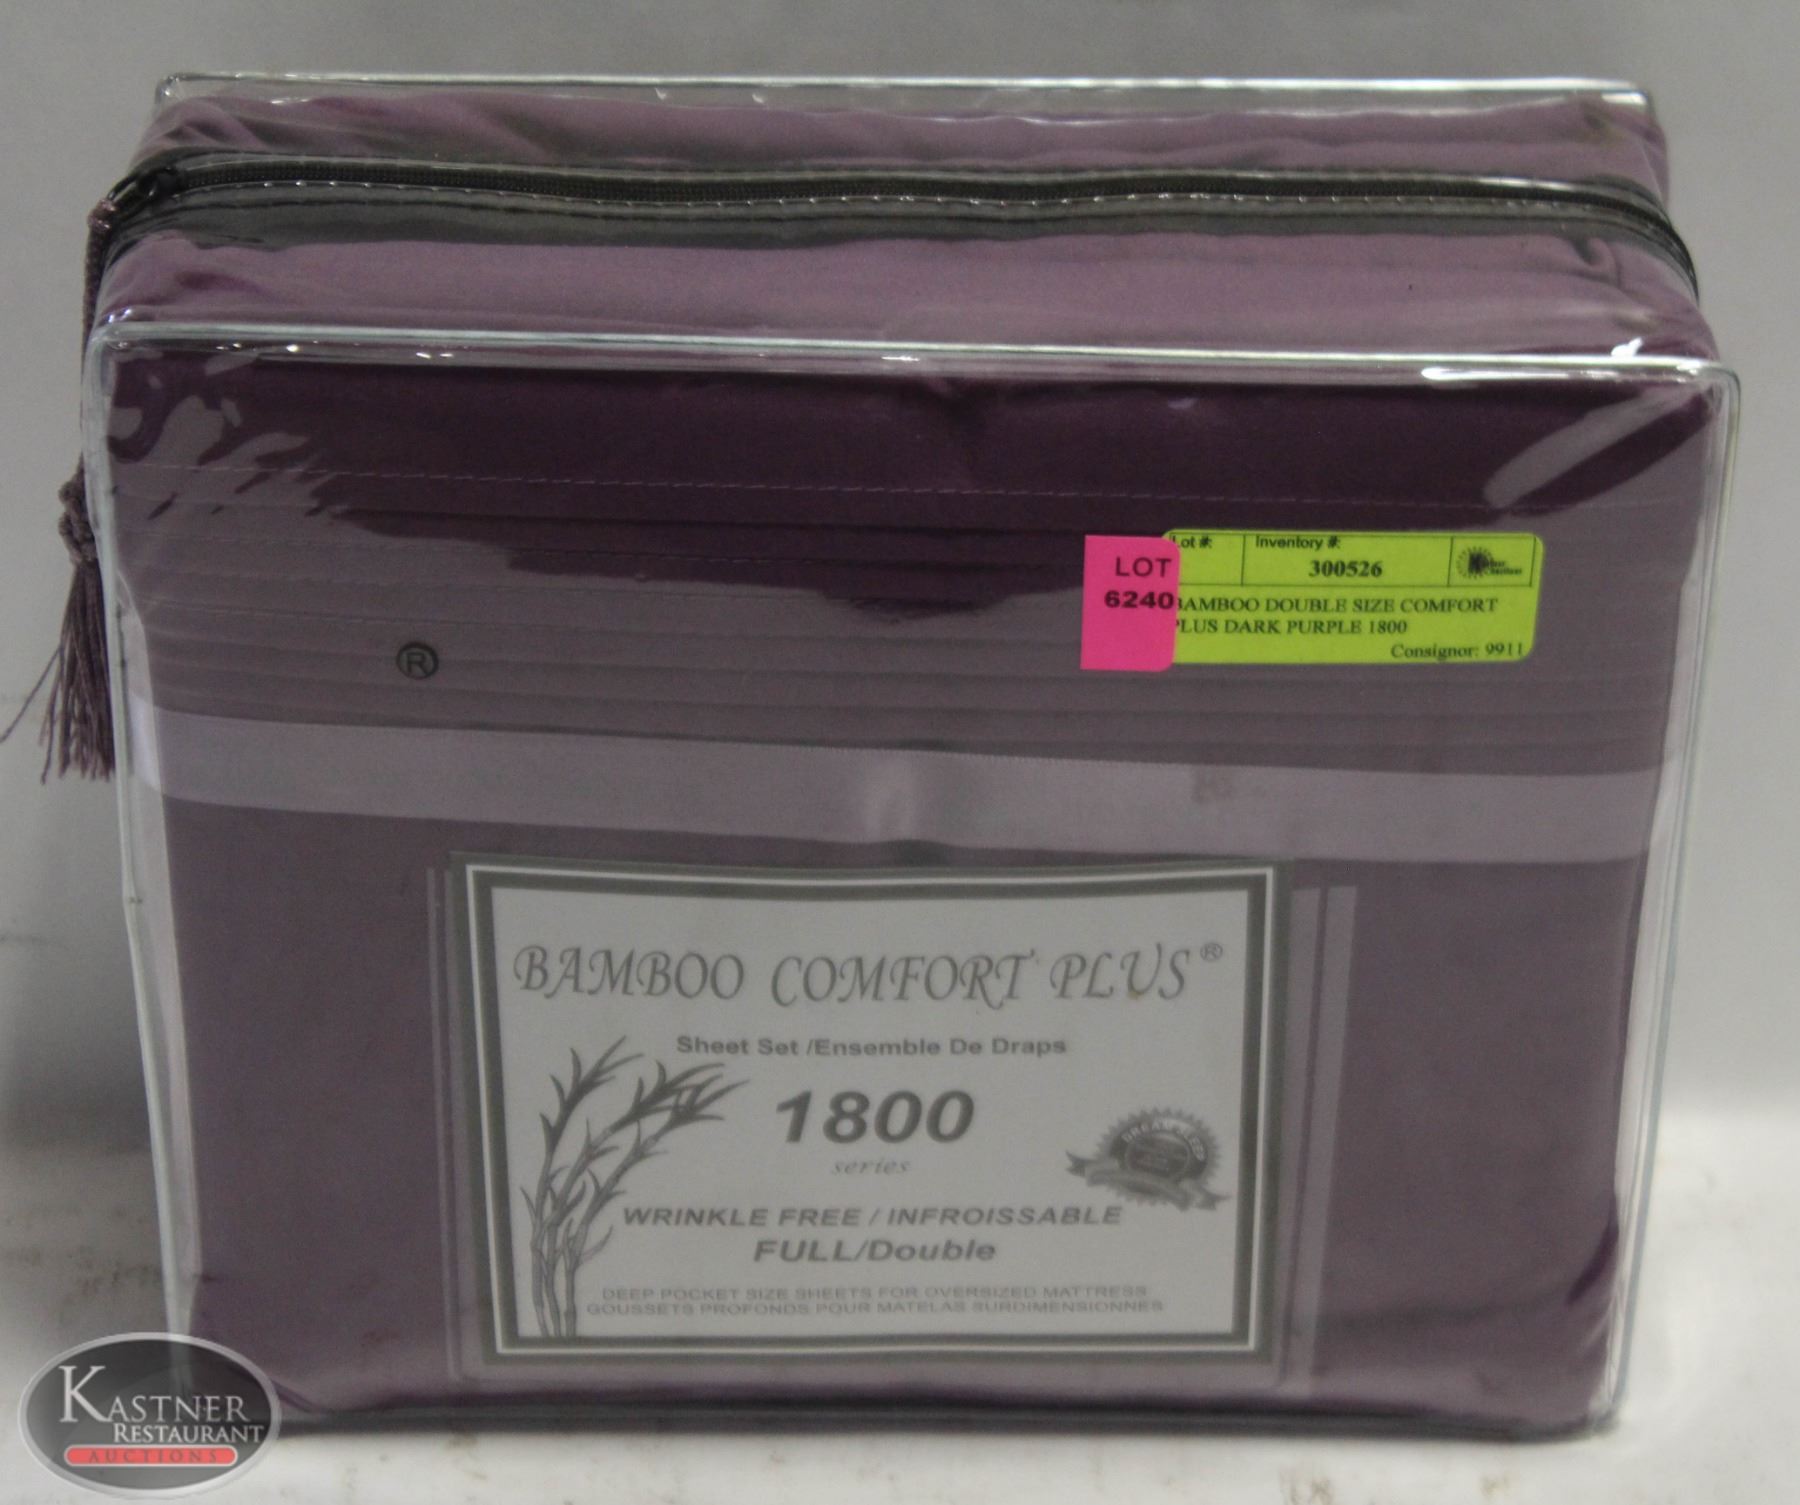 Lot #: Inventory #:
300526
LOT
6240
BAMBOO DOUBLE SIZE COMFORT
PLUS DARK PURPLE 1800
Consignor: 9911
®
BAMBOO COMFORT PLUS®
Sheet Set /Ensemble De Draps
1800
series
WRINKLE FREE / INFROISSABLE
FULL/Double
DEEP POCKET SIZE SHEETS FOR OVERSIZED MATTRESS
GOUSSETS PROFONDS POUR MATELAS SURDIMENSIONNES
KASTNER
RESTAURANT
AUCTIONS